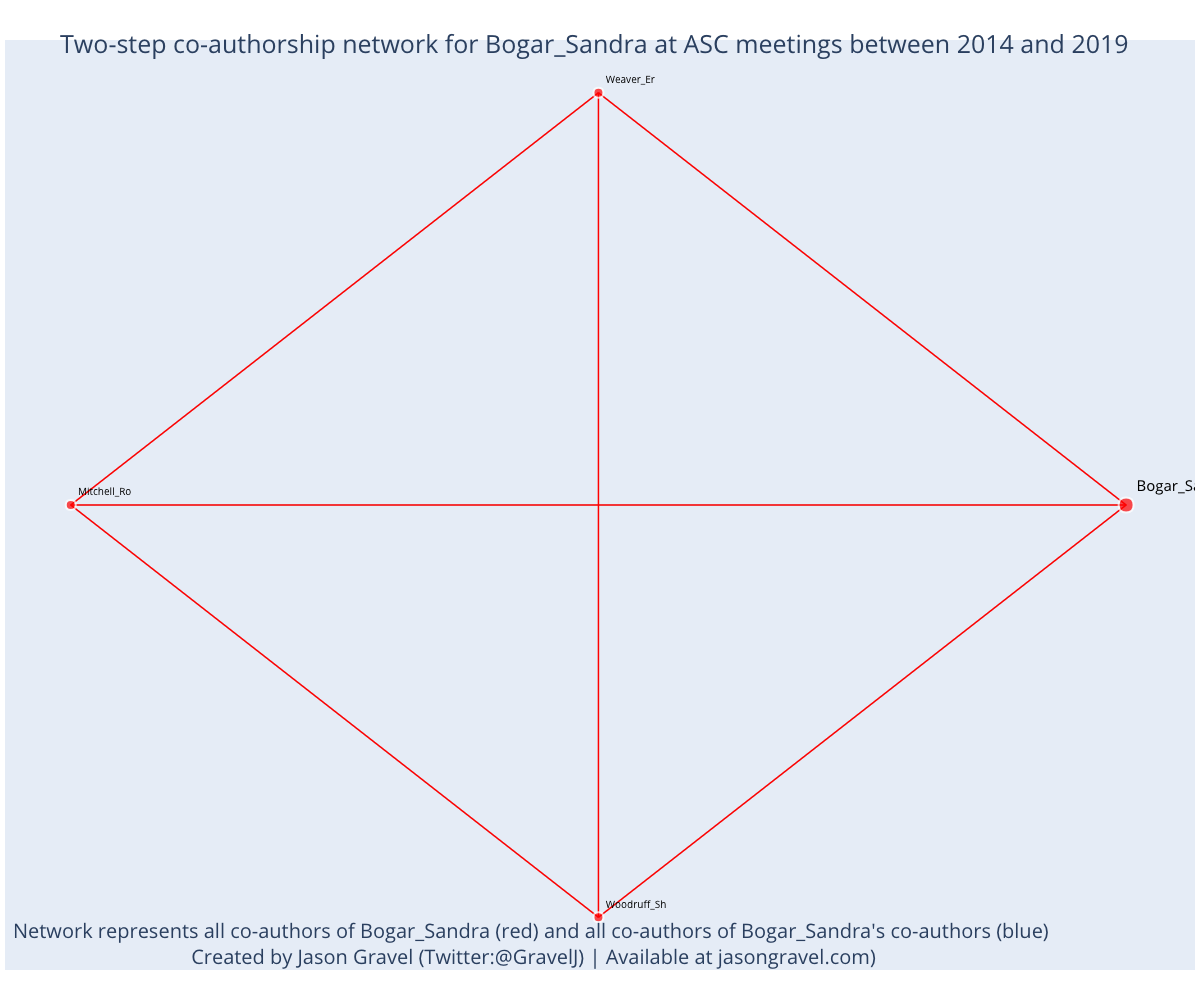 Two-step co-authorship network for Bogar_Sandra at ASC meetings between 2014 and 2019
Weaver_Er
Bogar_Sa
Mitchell_Ro
Woodruff_Sh
Network represents all co-authors of Bogar_Sandra (red) and all co-authors of Bogar_Sandra's co-authors (blue)
Created by Jason Gravel (Twitter:@GravelJ) | Available at jasongravel.com)